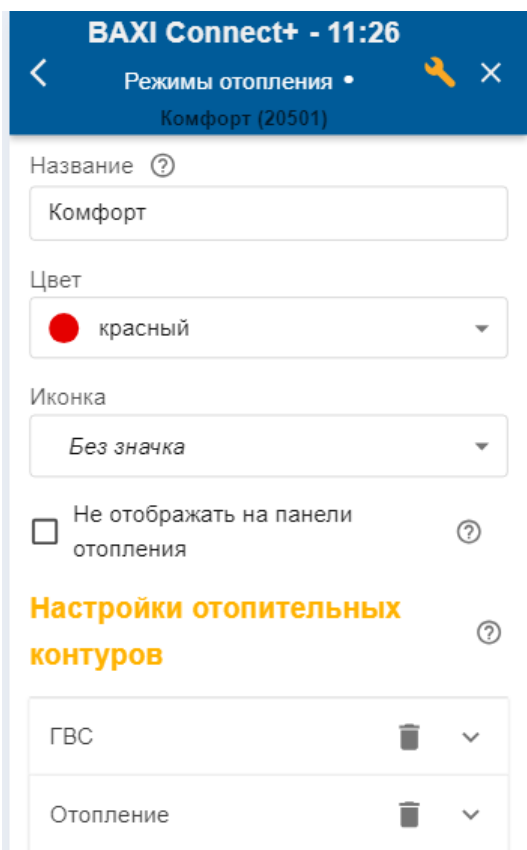 BAXI Connect+ - 11:26
Режимы отопления •
Комфорт (20501)
Название
Комфорт
Цвет
красный
Иконка
Без значка
Не отображать на панели
отопления
Настройки отопительных
контуров
ГВС
Отопление